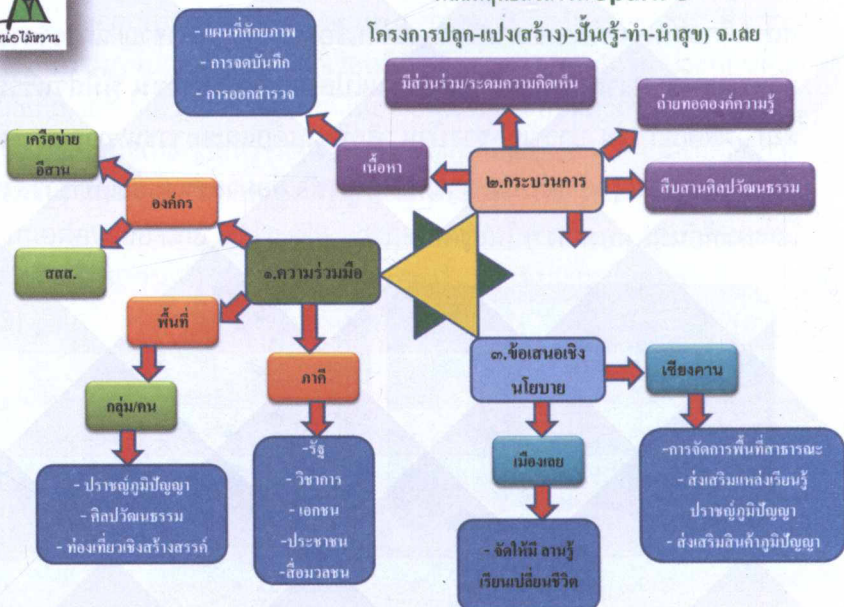 หน่อไม้หวาน
โครงการปลุก-แปง(สร้าง)-ปั้น(รู้-ทำ-นำสุข) จ.เลย
- แผนที่ศักยภาพ
- การจดบันทึก
- การออกสำรวจ
มีส่วนร่วม/ระดมความคิดเห็น
ถ่ายทอดองค์ความรู้
เครือข่าย
อีสาน
องค์กร
เนื้อหา
๒.กระบวนการ
สืบสานศิลปวัฒนธรรม
สสส.
๑.ความร่วมมือ
พื้นที่
ภาคี
๓.ข้อเสนอเชิง
นโยบาย
เชียงคาน
กลุ่ม/คน
เมืองเลย
- ปราชญ์ภูมิปัญญา
- ศิลปวัฒนธรรม
- ท่องเที่ยวเชิงสร้างสรรค์
-รัฐ
- วิชาการ
- เอกชน
-ประชาชน
-สื่อมวลชน
- จัดให้มี ลานรู้
เรียนเปลี่ยนชีวิต
-การจัดการพื้นที่สาธารณะ
- ส่งเสริมแหล่งเรียนรู้
ปราชญ์ภูมิปัญญา
- ส่งเสริมสินค้าภูมิปัญญา